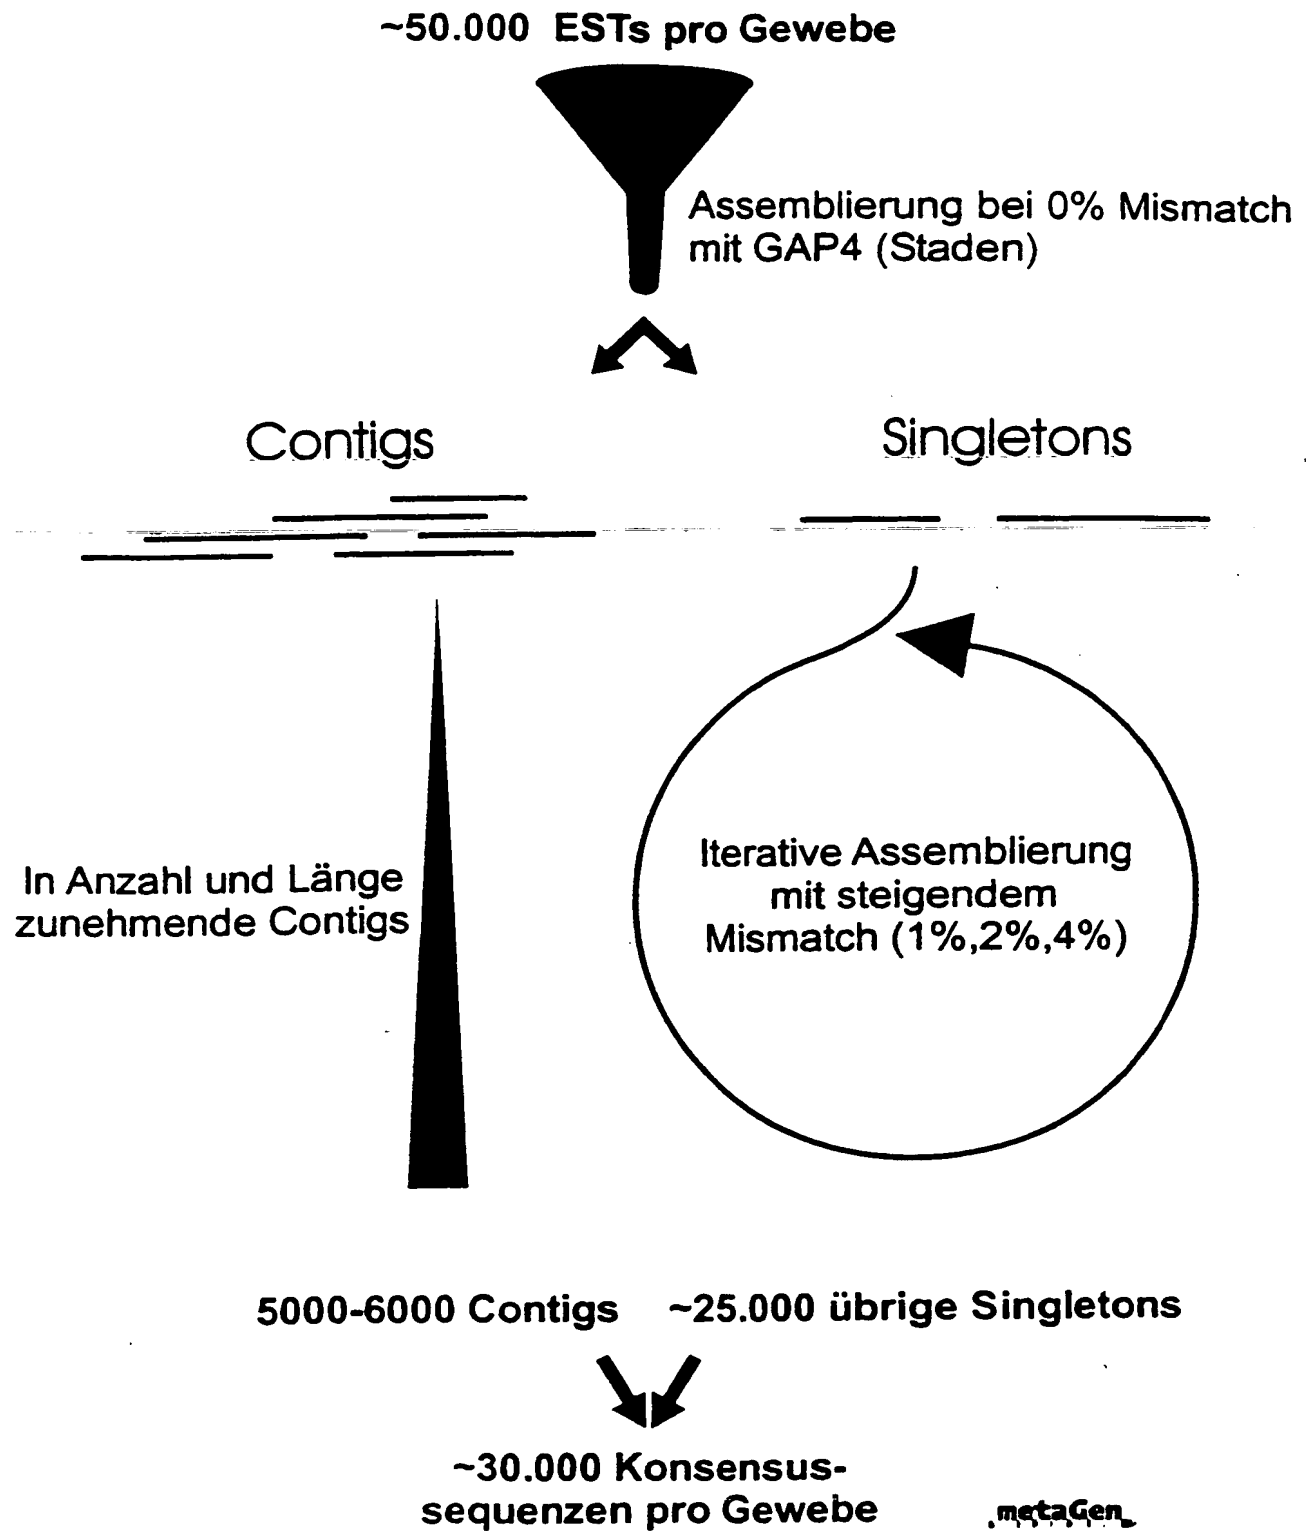 ~50.000 ESTs pro Gewebe
Assemblierung bei 0% Mismatch
mit GAP4 (Staden)
Contigs
Singletons
In Anzahl und Länge
zunehmende Contigs
Iterative Assemblierung
mit steigendem
Mismatch (1%,2%,4%)
5000-6000 Contigs
~25.000 übrige Singletons
~30.000 Konsensus-
sequenzen pro Gewebe
metaGen